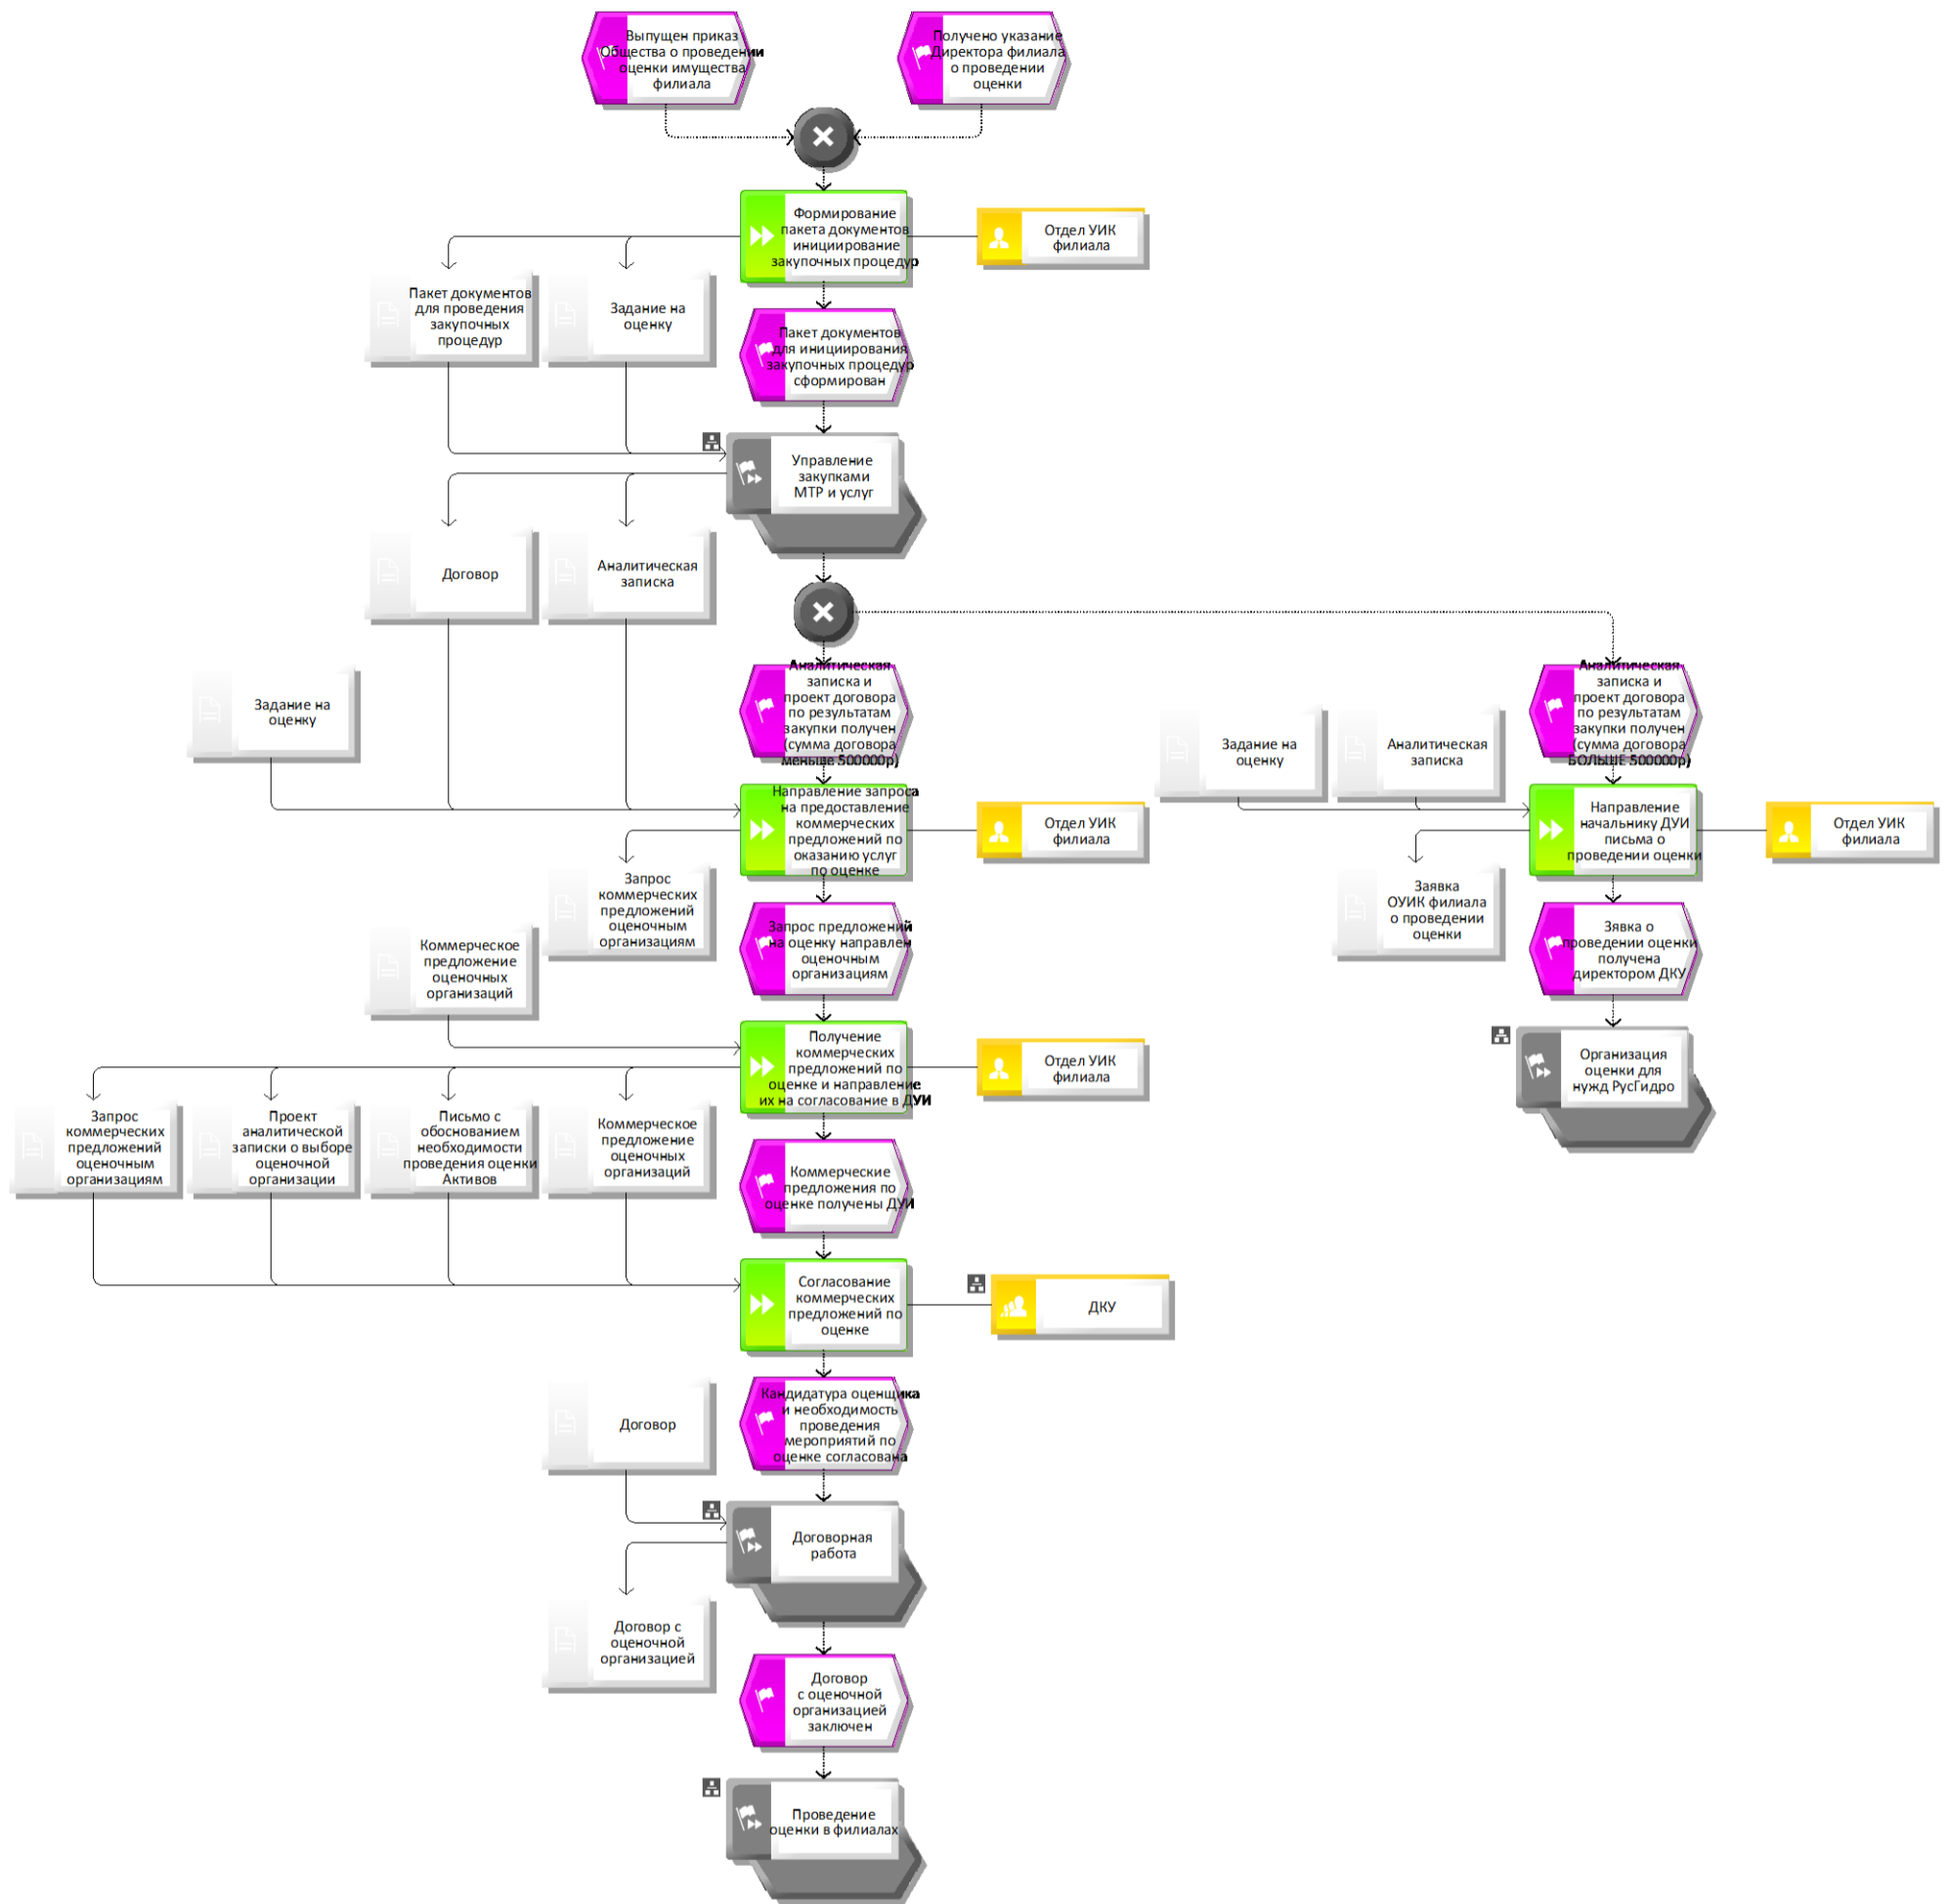 Выпущен приказ
Общества о проведении
оценки имущества
филиала
Получено указание
Директора филиала
о проведении
оценки
Формирование
пакета документов
инициирование
закупочных процедур
Отдел УИК
филиала
Пакет документов
для проведения
закупочных
процедур
Задание на
оценку
Пакет документов
для инициирования
закупочных процедур
сформирован
Управление
закупками
МТР и услуг
Договор
Аналитическая
записка
Задание на
оценку
Аналитическая
записка и
проект договора
по результатам
закупки получен
(сумма договора
меньше 500000р)
Задание на
оценку
Аналитическая
записка
Аналитическая
записка и
проект договора
по результатам
закупки получен
(сумма договора
БОЛЬШЕ 500000р)
Направление запроса
на предоставление
коммерческих
предложений по
оказанию услуг
по оценке
Отдел УИК
филиала
Направление
начальнику ДУИ
письма о
проведении оценки
Отдел УИК
филиала
Запрос
коммерческих
предложений
оценочным
организациям
Заявка
ОУИК филиала
о проведении
оценки
Коммерческое
предложение
оценочных
организаций
Запрос предложений
на оценку направлен
оценочным
организациям
Зявка о
проведении оценки
получена
директором ДКУ
Получение
коммерческих
предложений по
оценке и направление
их на согласование в ДУИ
Отдел УИК
филиала
Организация
оценки для
нужд РусГидро
Запрос
коммерческих
предложений
оценочным
организациям
Проект
аналитической
записки о выборе
оценочной
организации
Письмо с
обоснованием
необходимости
проведения оценки
Активов
Коммерческое
предложение
оценочных
организаций
Коммерческие
предложения по
оценке получены ДУИ
Согласование
коммерческих
предложений по
оценке
ДКУ
Договор
Кандидатура оценщика
и необходимость
проведения
мероприятий по
оценке согласована
Договорная
работа
Договор с
оценочной
организацией
Договор
с оценочной
организацией
заключен
Проведение
оценки в филиалах